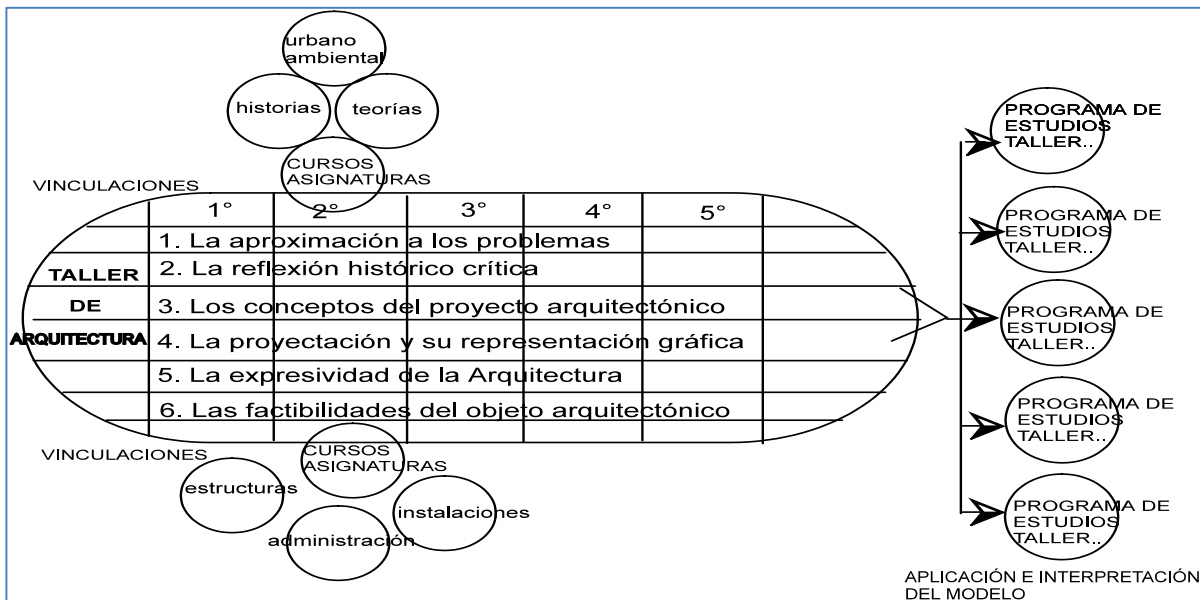 urbano
ambiental
historias
teorías
CURSOS
ASIGNATURAS
VINCULACIONES
1° 2° 3° 4° 5°
TALLER
DE
ARQUITECTURA
1. La aproximación a los problemas
2. La reflexión histórico crítica
3. Los conceptos del proyecto arquitectónico
4. La proyectación y su representación gráfica
5. La expresividad de la Arquitectura
6. Las factibilidades del objeto arquitectónico
VINCULACIONES
CURSOS
ASIGNATURAS
estructuras
instalaciones
administración
PROGRAMA DE
ESTUDIOS
TALLER..
PROGRAMA DE
ESTUDIOS
TALLER..
PROGRAMA DE
ESTUDIOS
TALLER..
PROGRAMA DE
ESTUDIOS
TALLER..
PROGRAMA DE
ESTUDIOS
TALLER..
APLICACIÓN E INTERPRETACIÓN
DEL MODELO